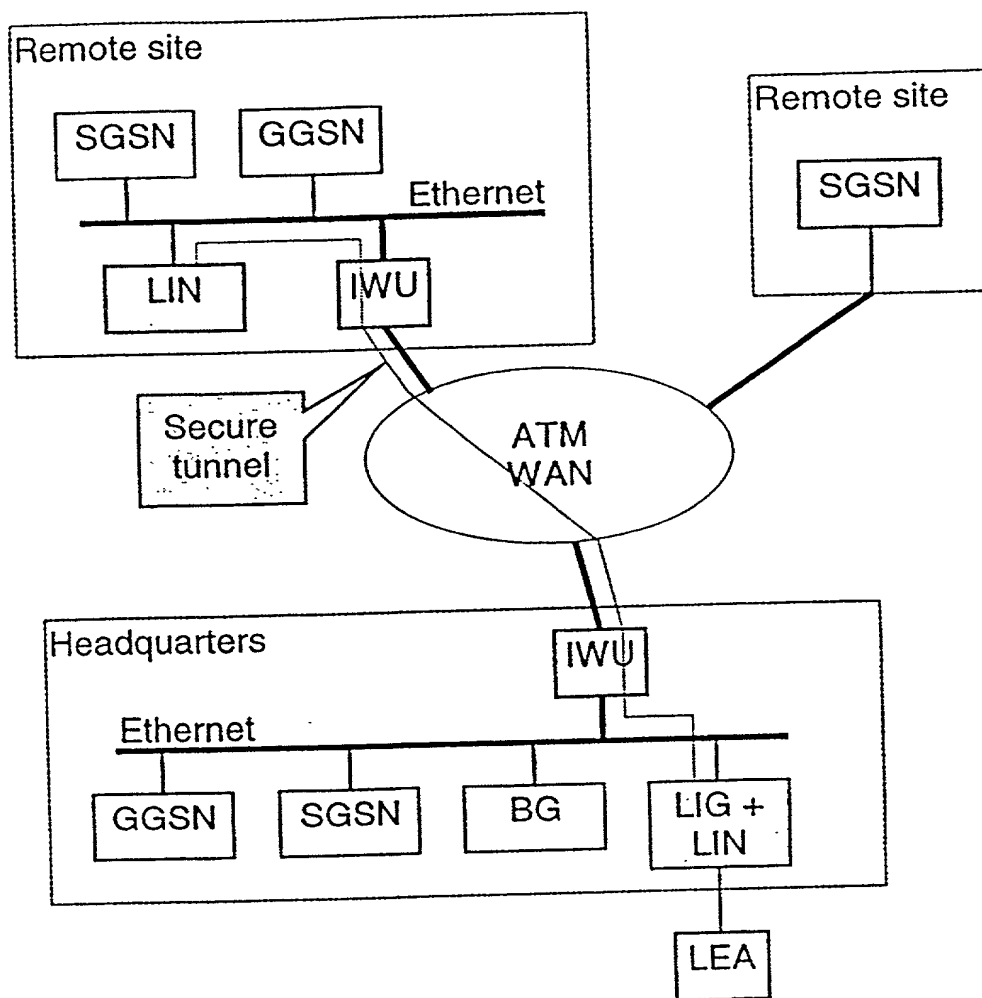 Remote site
SGSN
GGSN
Ethernet
LIN
IWU
Remote site
SGSN
Secure
tunnel
ATM
WAN
Headquarters
IWU
Ethernet
GGSN
SGSN
BG
LIG +
LIN
LEA